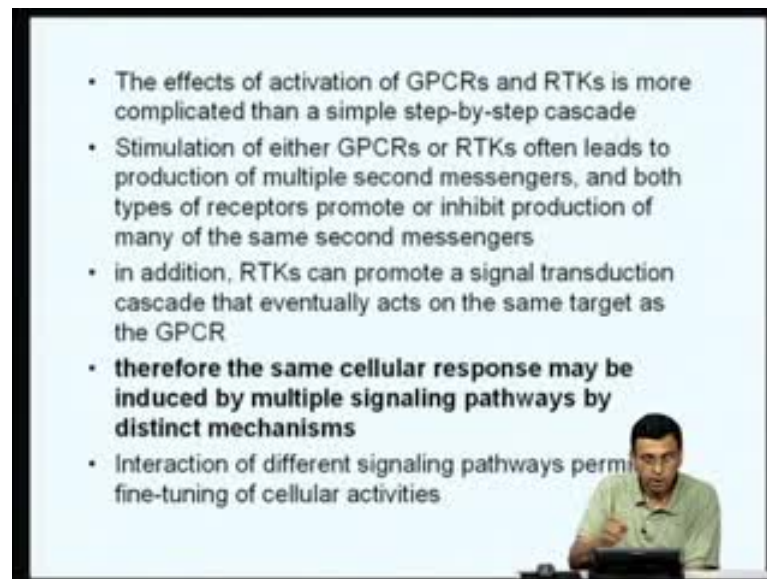 • The effects of activation of GPCRs and RTKs is more
complicated than a simple step-by-step cascade
• Stimulation of either GPCRs or RTKs often leads to
production of multiple second messengers, and both
types of receptors promote or inhibit production of
many of the same second messengers
• in addition, RTKs can promote a signal transduction
cascade that eventually acts on the same target as
the GPCR
• therefore the same cellular response may be
induced by multiple signaling pathways by
distinct mechanisms
• Interaction of different signaling pathways
fine-tuning of cellular activities